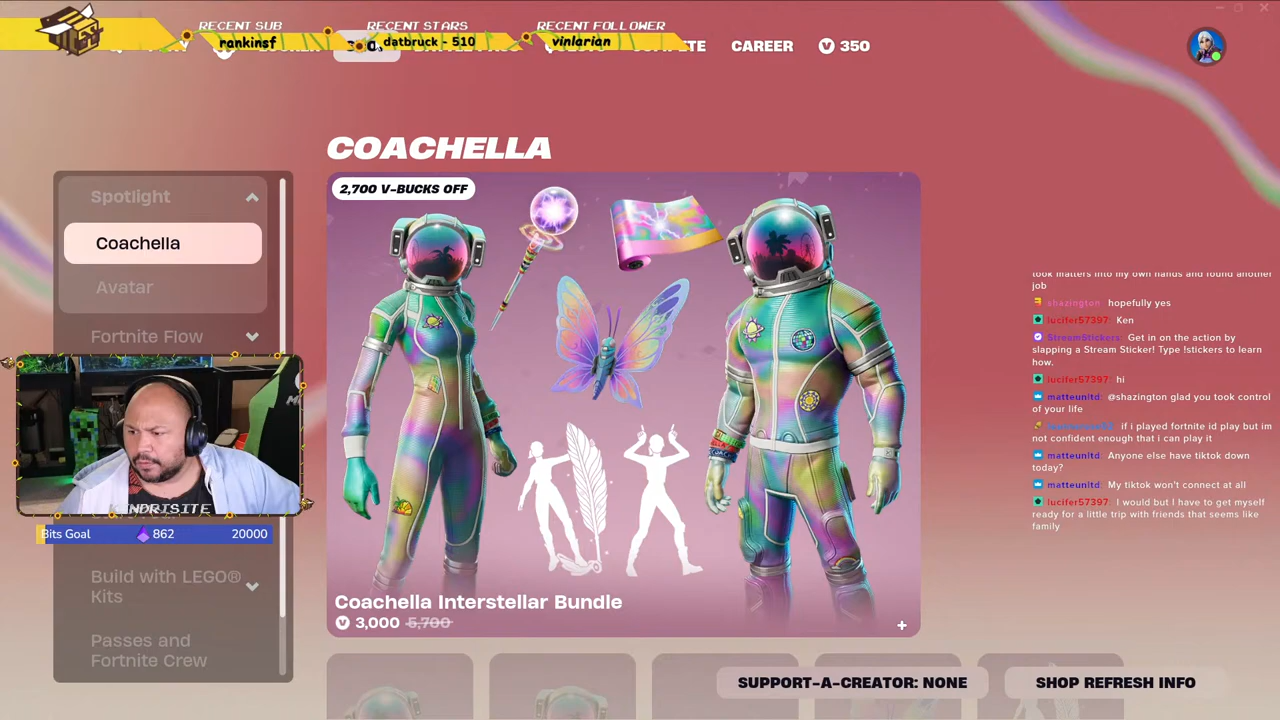 RECENT SUB
RECENT STARS
RECENT FOLLOWER
rankinsf
datbruck - 510
vinlarian
CAREER
350
COACHELLA
2,700 V-BUCKS OFF
Spotlight
Coachella
Avatar
Fortnite Flow
Bits Goal
862
20000
Build with LEGO®
Kits
Passes and
Fortnite Crew
Coachella Interstellar Bundle
3,000 5,700
+
SUPPORT-A-CREATOR: NONE
SHOP REFRESH INFO
took matters into my own hands and found another
job
shazington: hopefully yes
lucifer57397: Ken
StreamStickers: Get in on the action by
slapping a Stream Sticker! Type !stickers to learn
how.
lucifer57397: hi
matteunitd: @shazington glad you took control
of your life
if i played fortnite id play but im
not confident enough that i can play it
matteunitd: Anyone else have tiktok down
today?
matteunitd: My tiktok won't connect at all
lucifer57397: I would but I have to get myself
ready for a little trip with friends that seems like
family